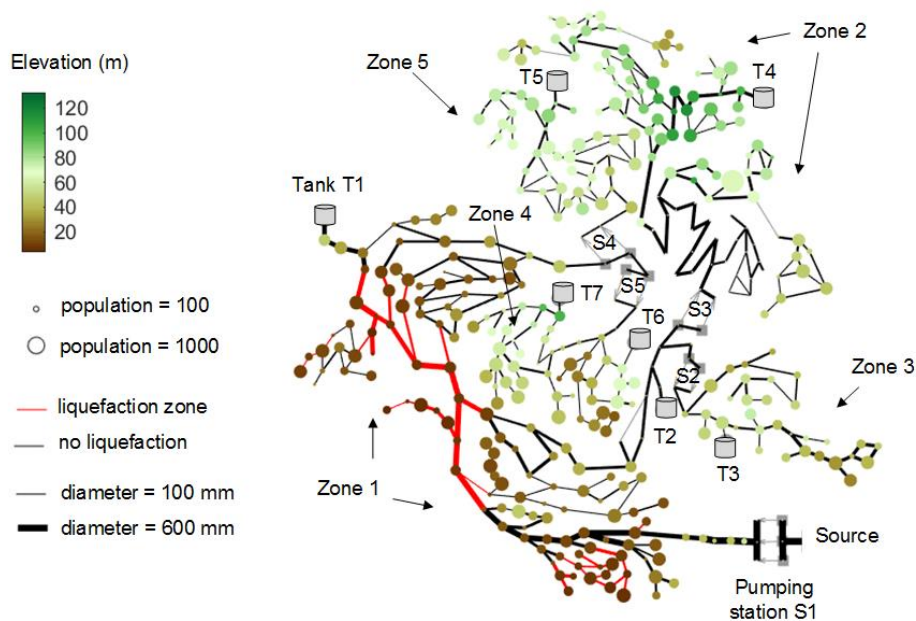 Elevation (m)
120
100
80
60
40
20
population = 100
population = 1000
liquefaction zone
no liquefaction
diameter = 100 mm
diameter = 600 mm
Zone 2
Zone 5
T5
T4
Tank T1
Zone 4
S4
S5
T7
S3
T6
S2
Zone 3
T2
T3
Zone 1
Source
Pumping
station S1